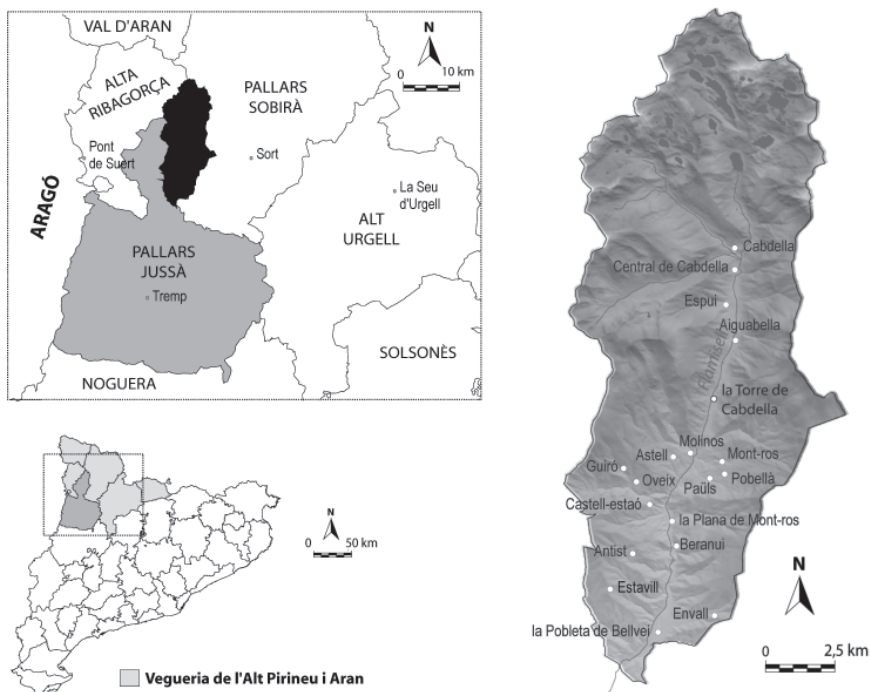 VAL D'ARAN
N
0 10 km
ALTA
RIBAGORÇA
PALLARS
SOBIRÀ
Pont
de Suert
Sort
ARAGÓ
La Seu
d'Urgell
ALT
URGELL
PALLARS
JUSSÀ
Tremp
SOLSONÈS
NOGUERA
N
0 50 km
Vegueria de l'Alt Pirineu i Aran
Cabdella
Central de Cabdella
Espui
Aiguabella
Flamisell
la Torre de
Cabdella
Molinos
Astell
Mont-ros
Guiró
Oveix
Pobellà
Paüls
Castell-estaó
la Plana de Mont-ros
Beranui
Antist
Estavill
Envall
la Pobleta de Bellvei
N
0 2,5 km